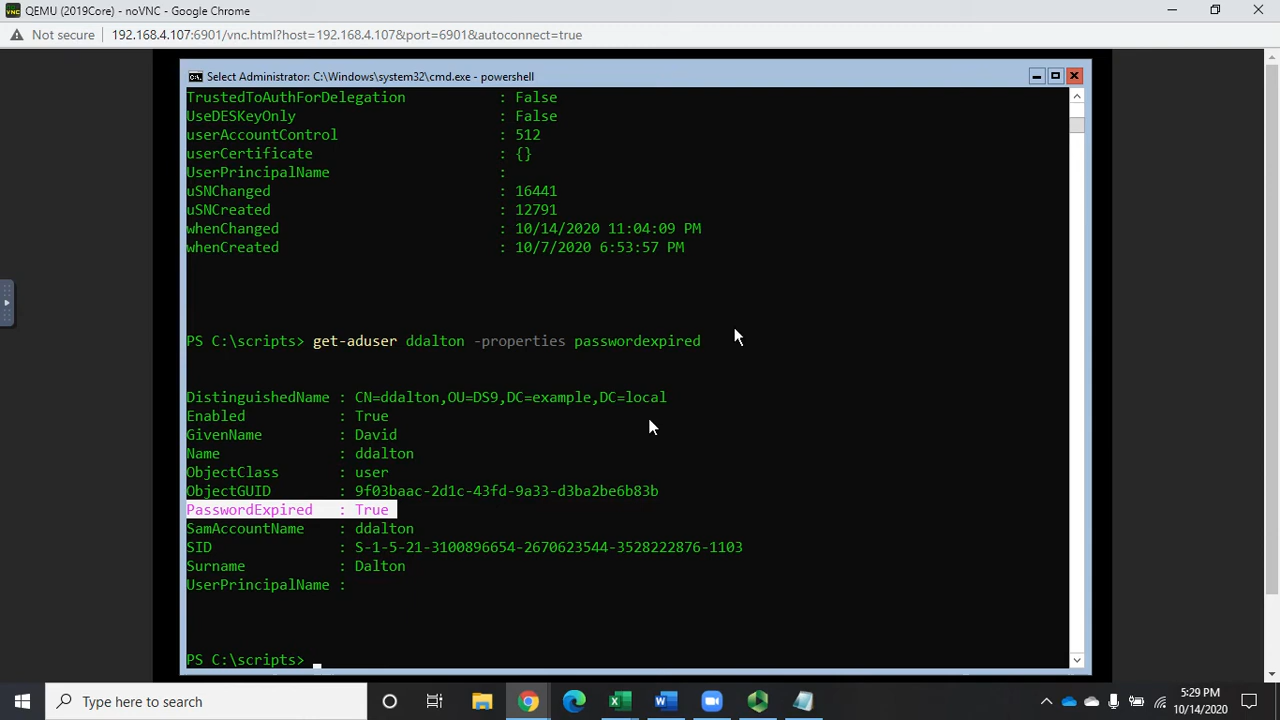 QEMU (2019Core) - noVNC - Google Chrome
Not secure 192.168.4.107:6901/vnc.html?host=192.168.4.107&port=6901&autoconnect=true
Select Administrator: C:\Windows\system32\cmd.exe - powershell
TrustedToAuthForDelegation : False
UseDESKeyOnly : False
userAccountControl : 512
userCertificate : {}
UserPrincipalName :
uSNChanged : 16441
uSNCreated : 12791
whenChanged : 10/14/2020 11:04:09 PM
whenCreated : 10/7/2020 6:53:57 PM
PS C:\scripts> get-aduser ddalton -properties passwordexpired
DistinguishedName : CN=ddalton,OU=DS9,DC=example,DC=local
Enabled : True
GivenName : David
Name : ddalton
ObjectClass : user
ObjectGUID : 9f03baac-2d1c-43fd-9a33-d3ba2be6b83b
PasswordExpired : True
SamAccountName : ddalton
SID : S-1-5-21-3100896654-2670623544-3528222876-1103
Surname : Dalton
UserPrincipalName :
PS C:\scripts>
Type here to search
5:29 PM
10/14/2020